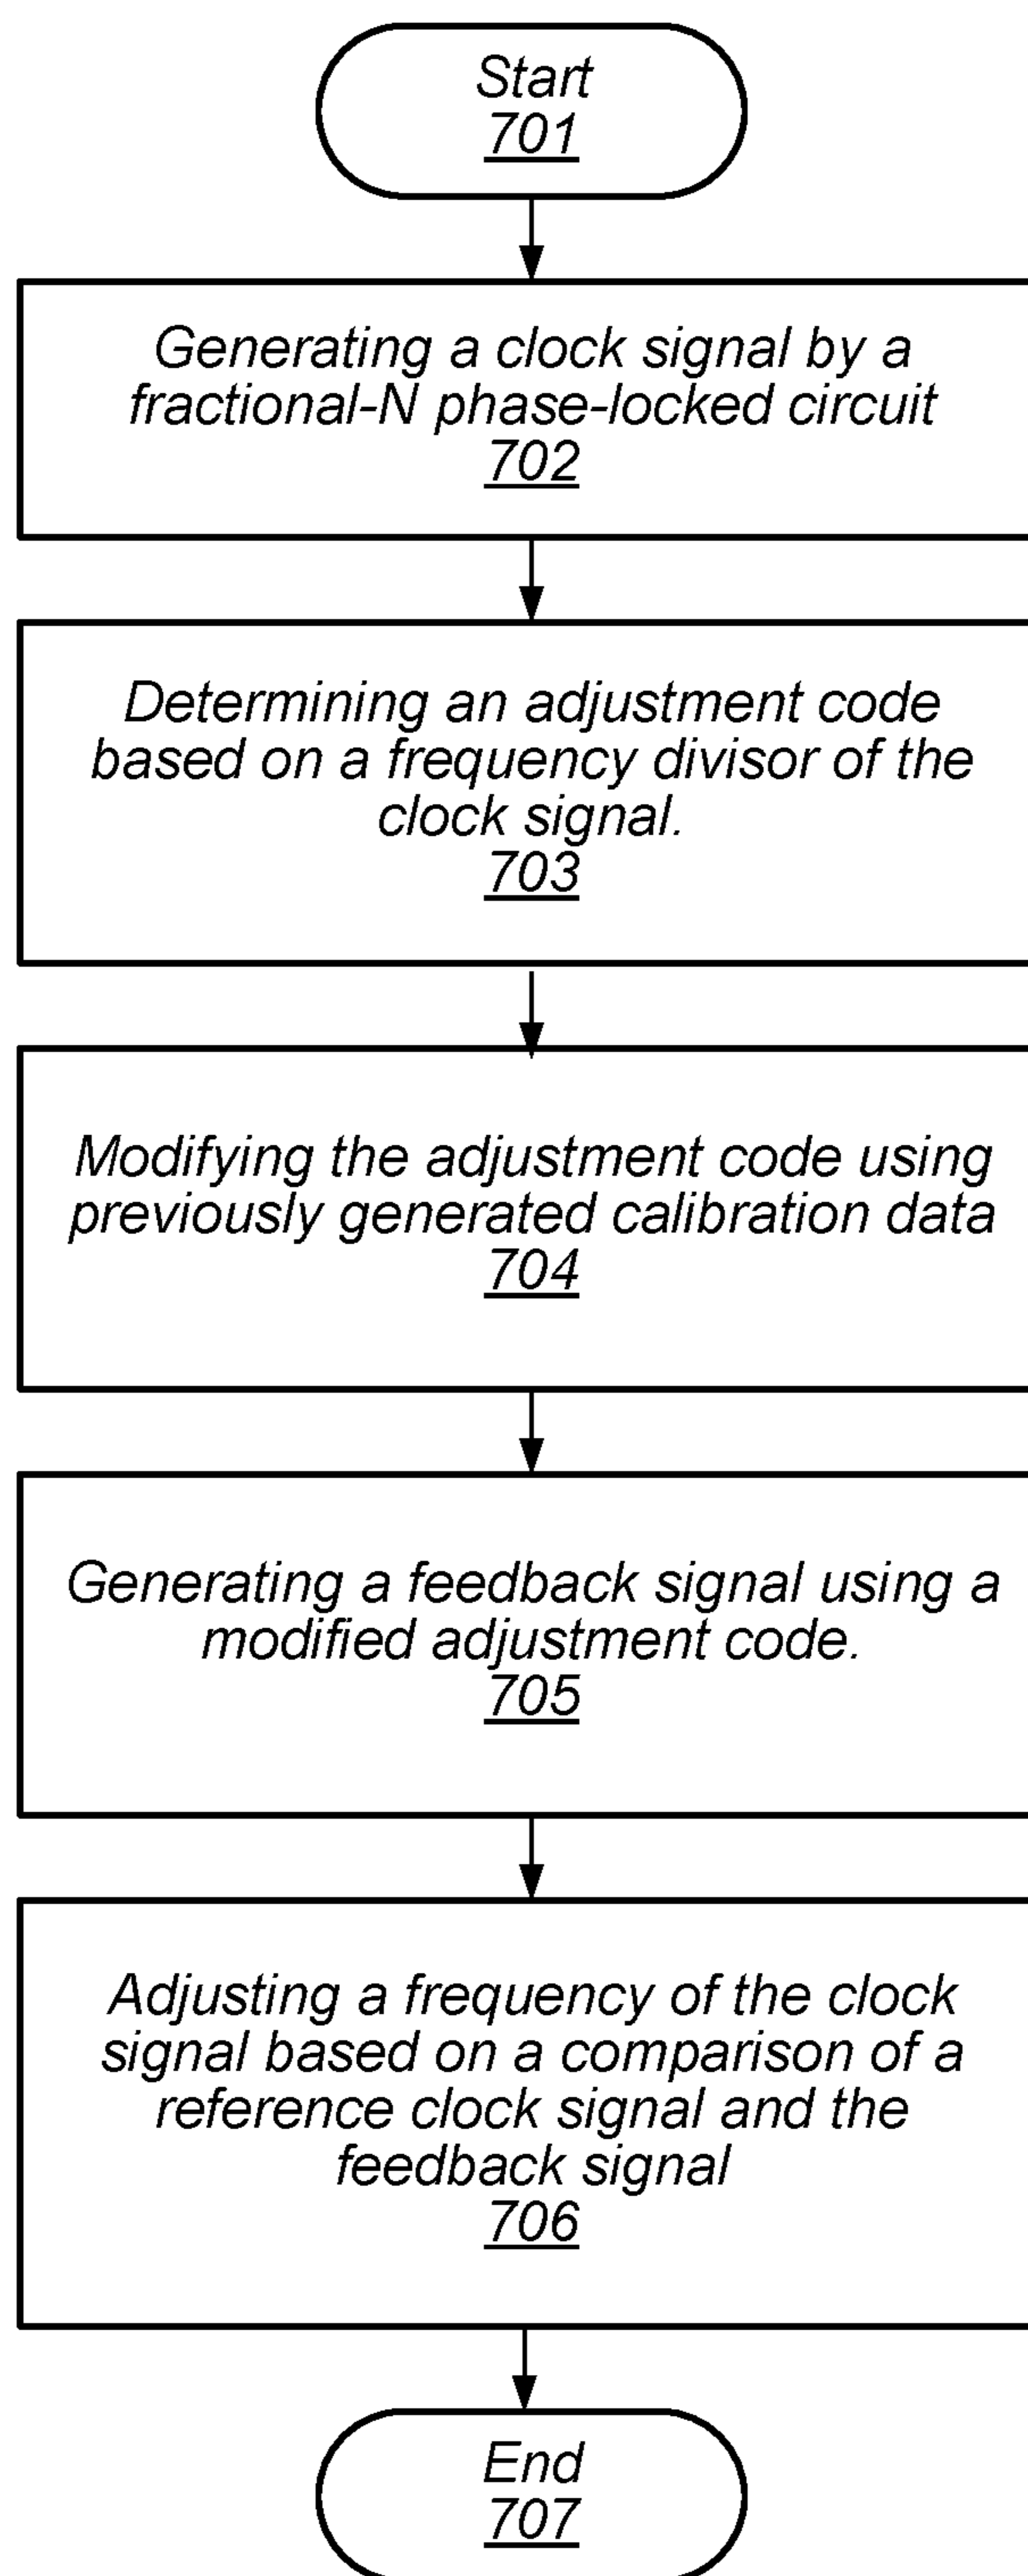 Start
701
Generating a clock signal by a
fractional-N phase-locked circuit
702
Determining an adjustment code
based on a frequency divisor of the
clock signal.
703
Modifying the adjustment code using
previously generated calibration data
704
Generating a feedback signal using a
modified adjustment code.
705
Adjusting a frequency of the clock
signal based on a comparison of a
reference clock signal and the
feedback signal
706
End
707